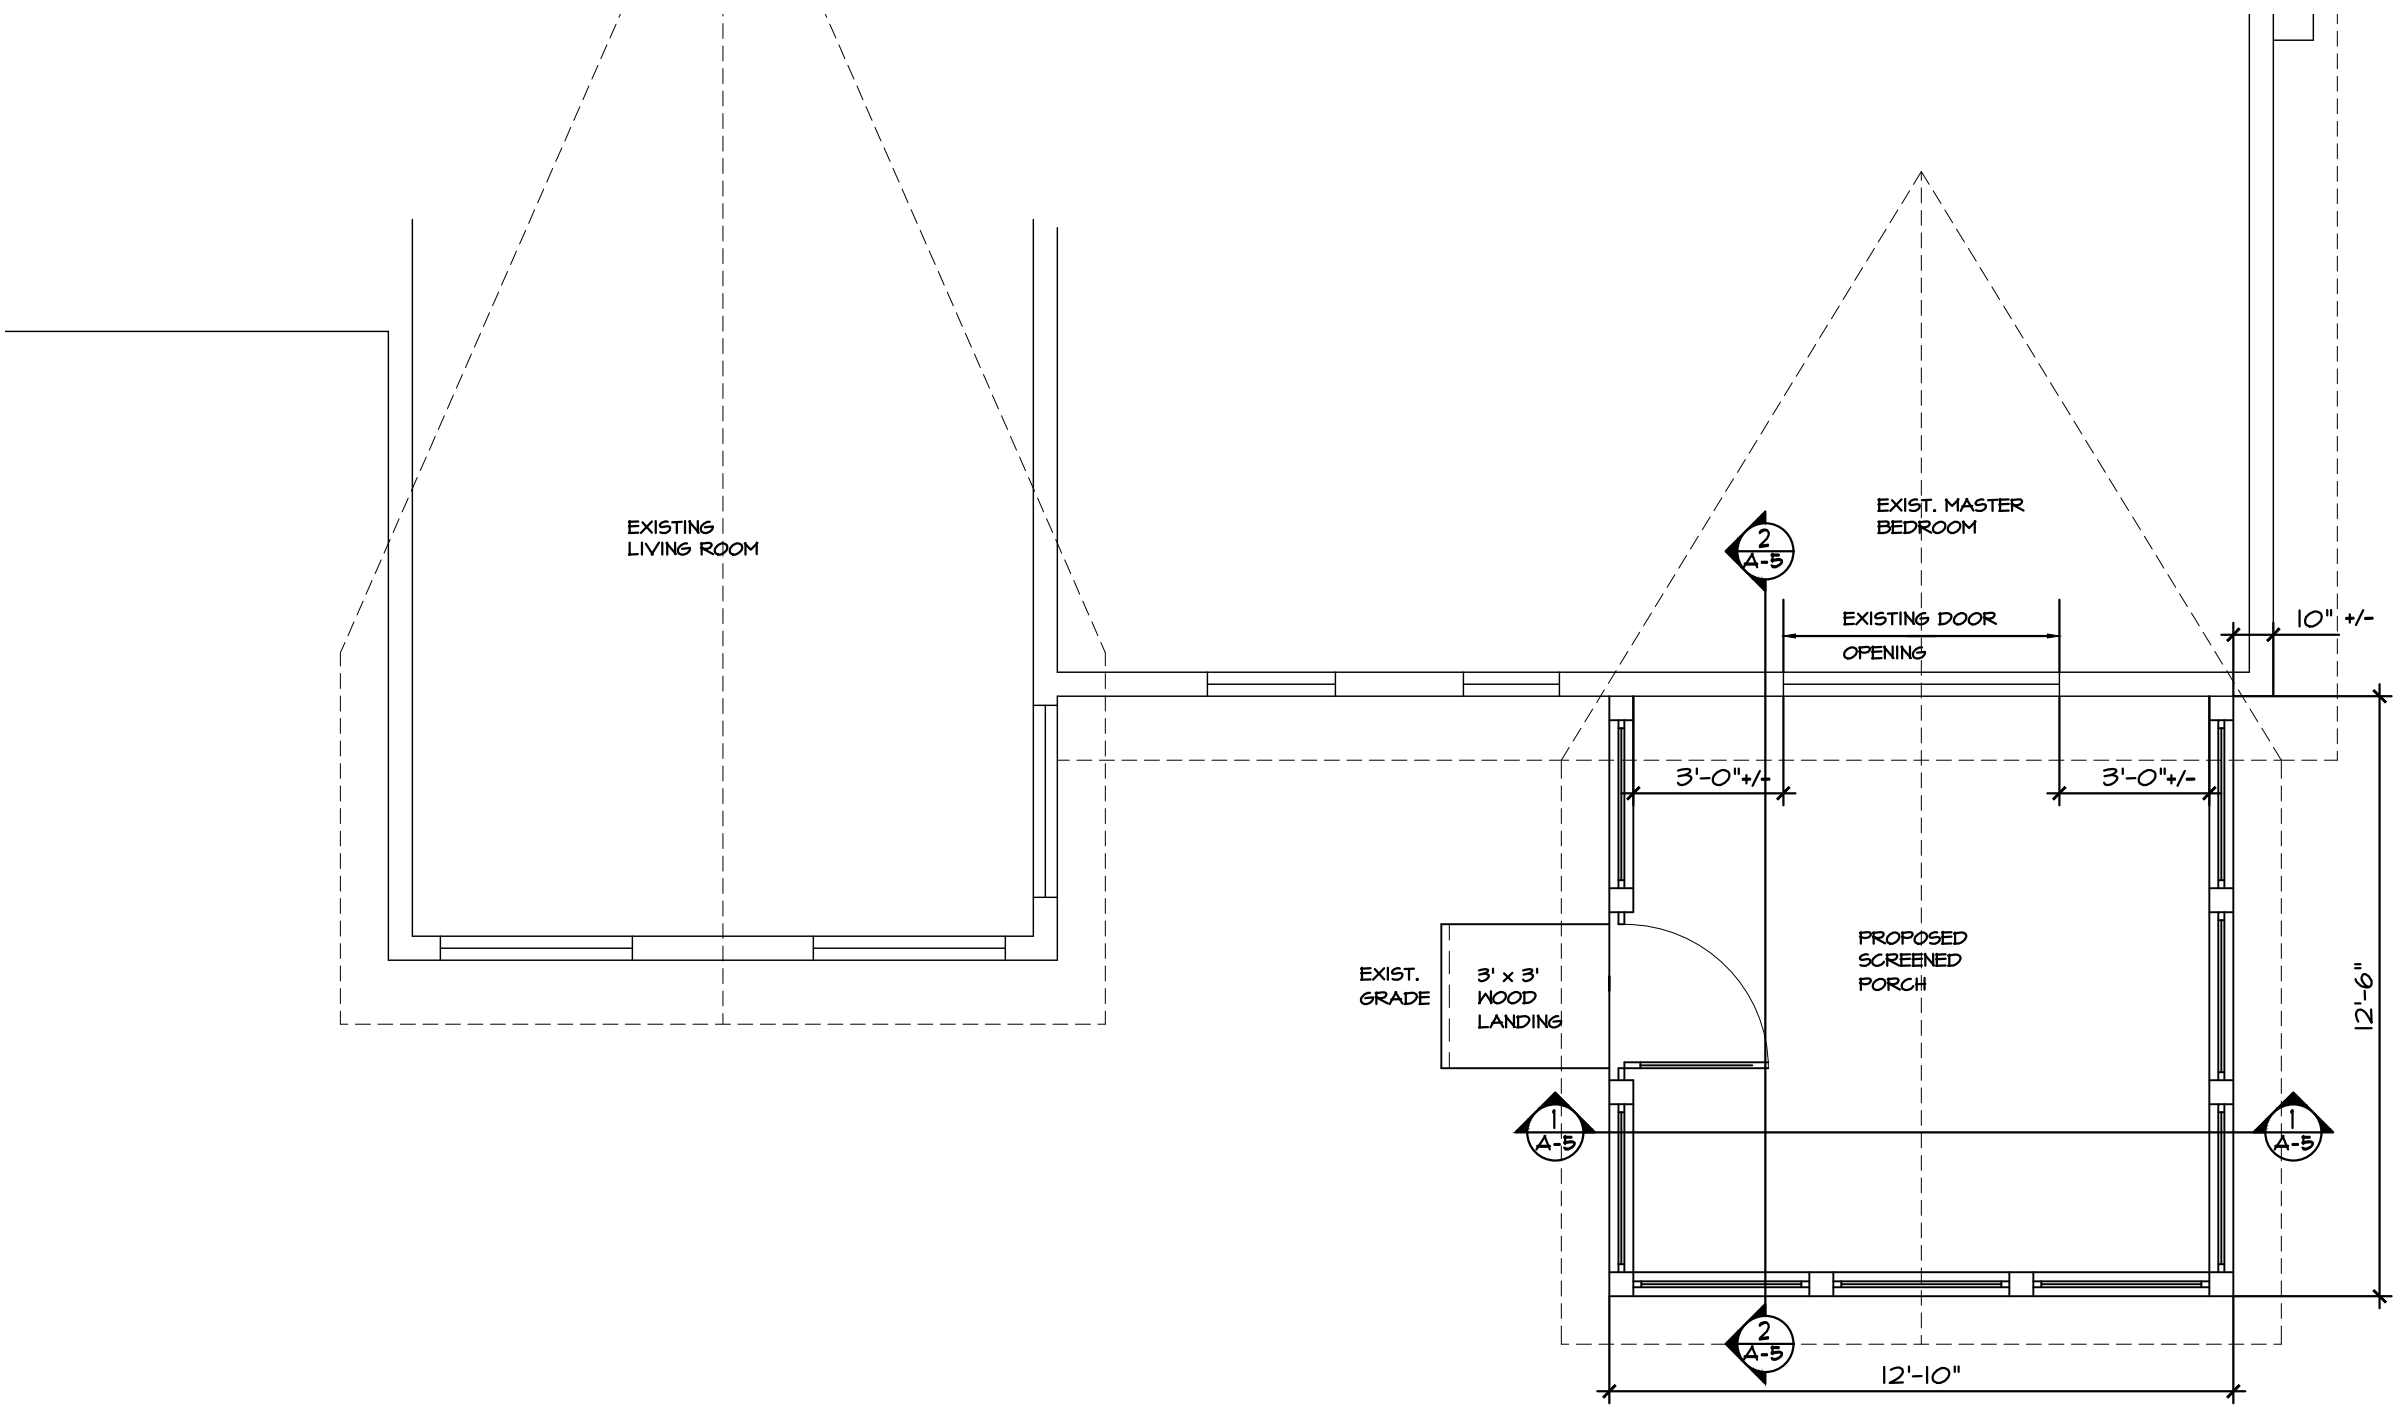 EXISTING
LIVING ROOM
EXIST. MASTER
BEDROOM
2
A-5
EXISTING DOOR
OPENING
10" +/-
3'-0"+/-
3'-0"+/-
EXIST.
GRADE
3' x 3'
WOOD
LANDING
PROPOSED
SCREENED
PORCH
12'-6"
1
A-5
1
A-5
2
A-5
12'-10"